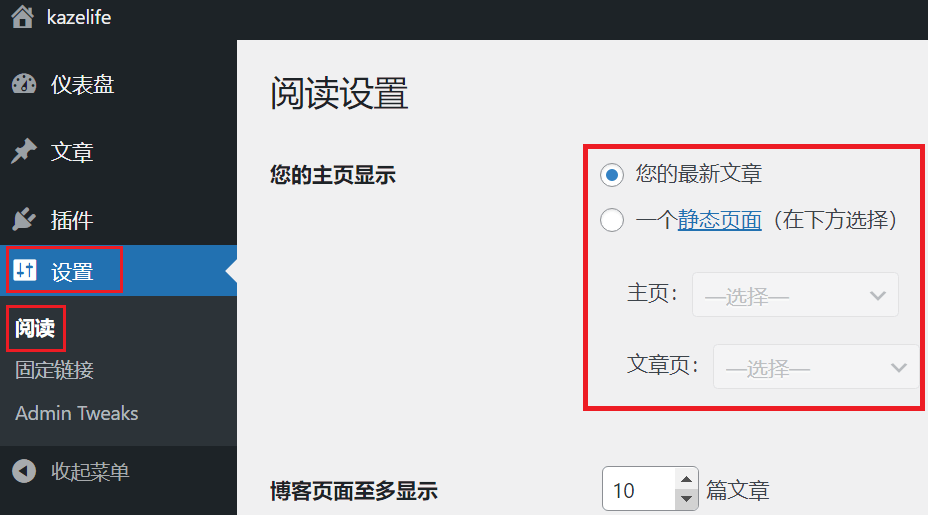 kazelife
仪表盘
文章
插件
设置
阅读
固定链接
Admin Tweaks
收起菜单
阅读设置
您的主页显示
您的最新文章
一个静态页面（在下方选择）
主页： —选择—
文章页： —选择—
博客页面至多显示 10 篇文章